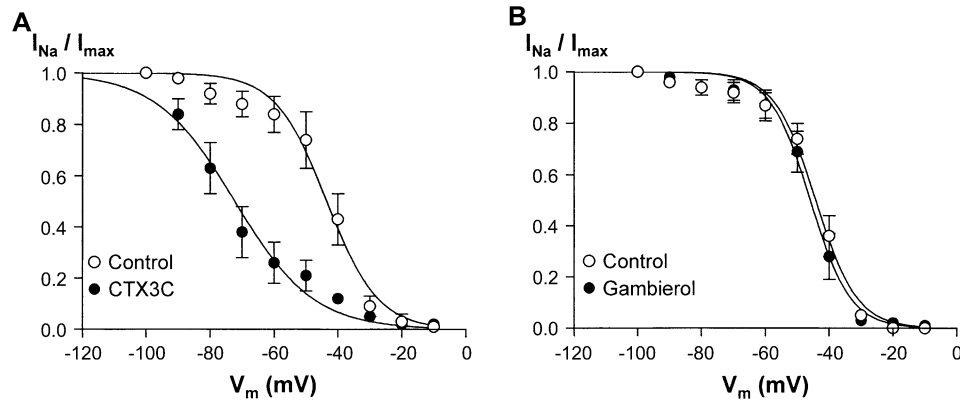 A
I_Na / I_max
1.0
0.8
0.6
0.4
0.2
0.0
Control
CTX3C
-120 -100 -80 -60 -40 -20 0
V_m (mV)
B
I_Na / I_max
1.0
0.8
0.6
0.4
0.2
0.0
Control
Gambierol
-120 -100 -80 -60 -40 -20 0
V_m (mV)